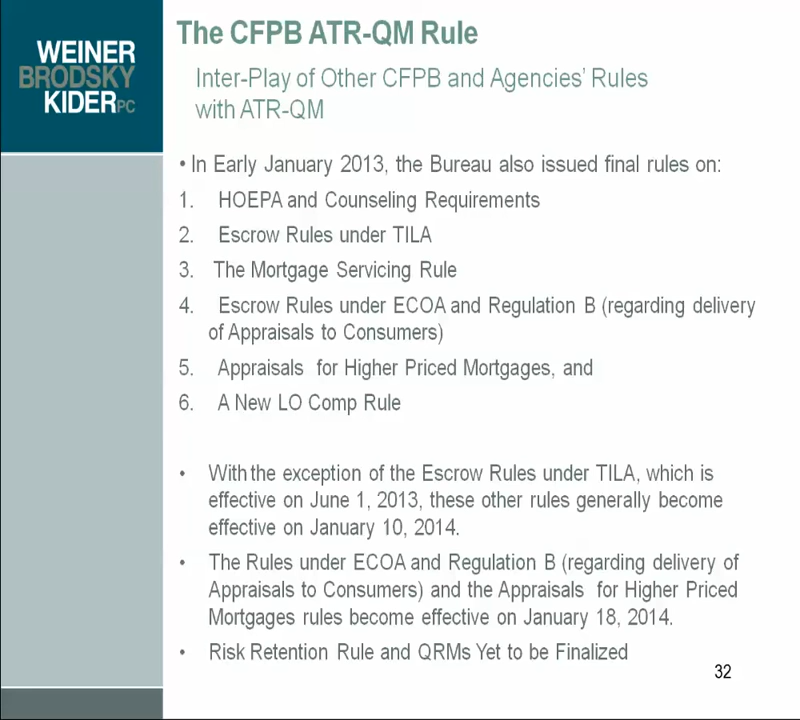 WEINER
BRODSKY
KIDER PC
The CFPB ATR-QM Rule
Inter-Play of Other CFPB and Agencies' Rules
with ATR-QM
• In Early January 2013, the Bureau also issued final rules on:
1. HOEPA and Counseling Requirements
2. Escrow Rules under TILA
3. The Mortgage Servicing Rule
4. Escrow Rules under ECOA and Regulation B (regarding delivery
of Appraisals to Consumers)
5. Appraisals for Higher Priced Mortgages, and
6. A New LO Comp Rule
• With the exception of the Escrow Rules under TILA, which is
effective on June 1, 2013, these other rules generally become
effective on January 10, 2014.
• The Rules under ECOA and Regulation B (regarding delivery of
Appraisals to Consumers) and the Appraisals for Higher Priced
Mortgages rules become effective on January 18, 2014.
• Risk Retention Rule and QRMs Yet to be Finalized
32